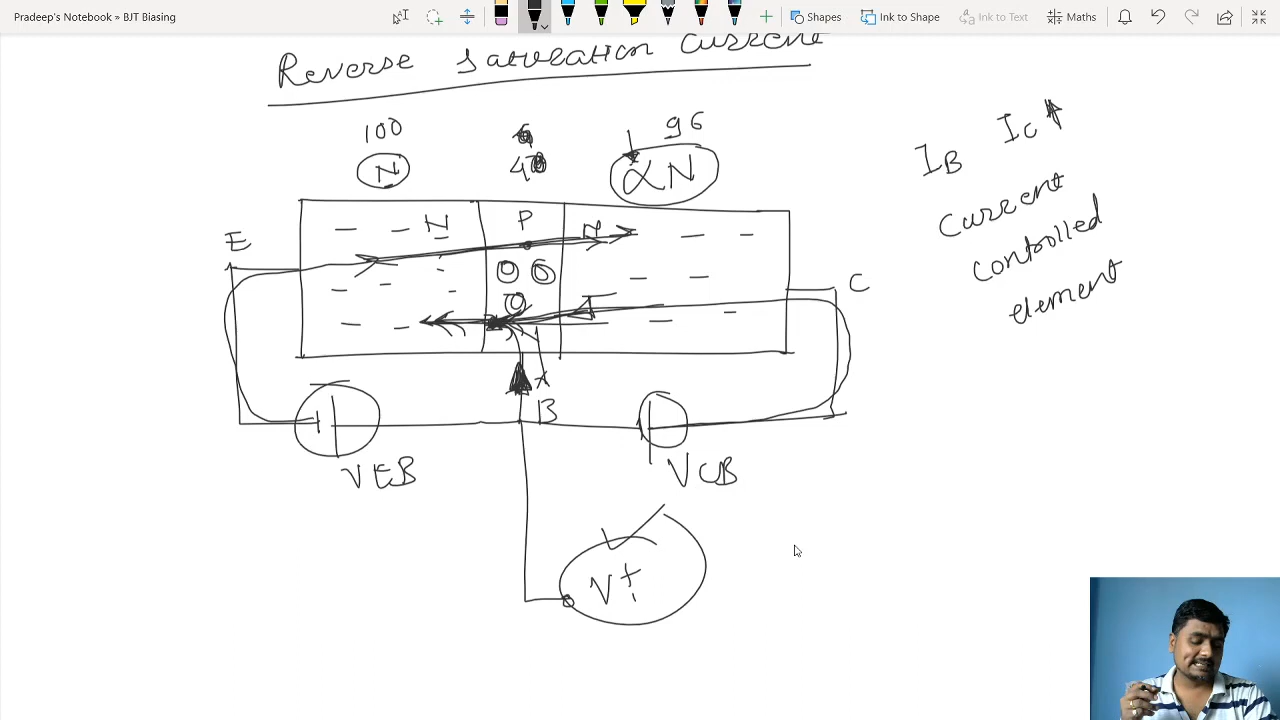 Pradeep's Notebook » BJT Biasing
Shapes
Ink to Shape
Ink to Text
Maths
Reverse saturation current
100
96
N
4
αN
IB IC
Current
controlled
element
N
P
N
E
C
B
VEB
VCB
V+